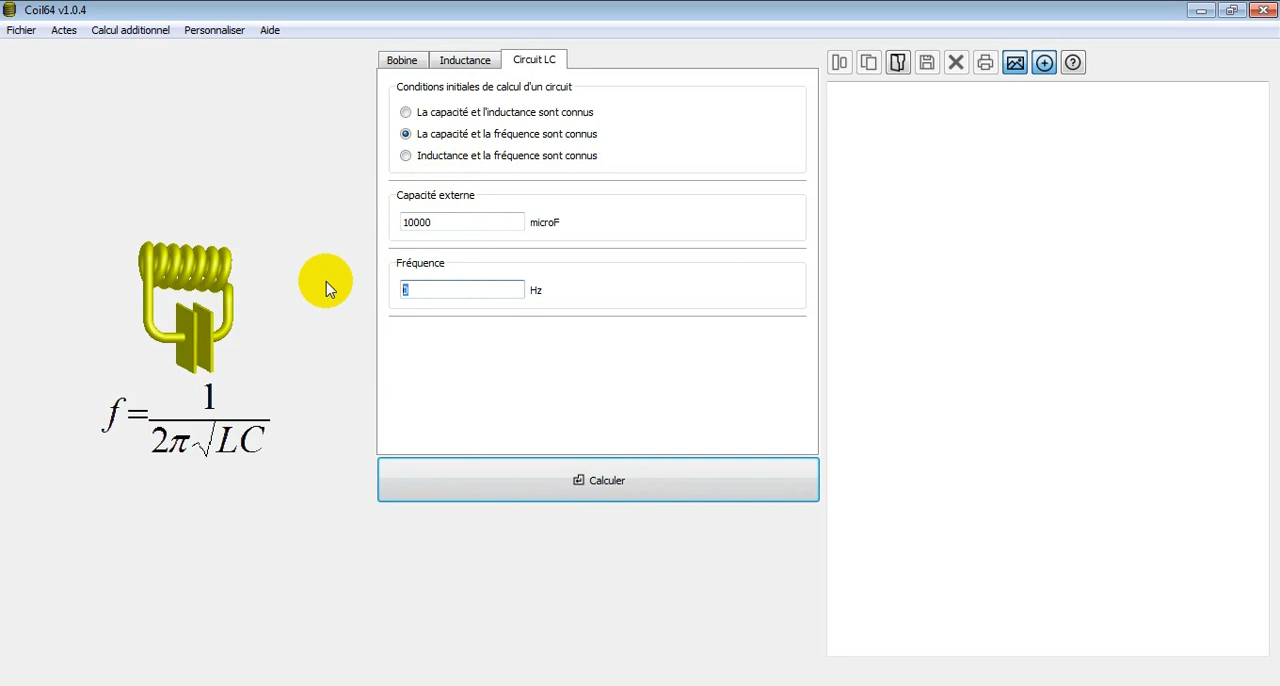 Coil64 v1.0.4
Fichier Actes Calcul additionnel Personnaliser Aide
Bobine Inductance Circuit LC
Conditions initiales de calcul d'un circuit
La capacité et l'inductance sont connus
La capacité et la fréquence sont connus
Inductance et la fréquence sont connus
Capacité externe
10000 microF
Fréquence
Hz
f=1/2π√LC
Calculer